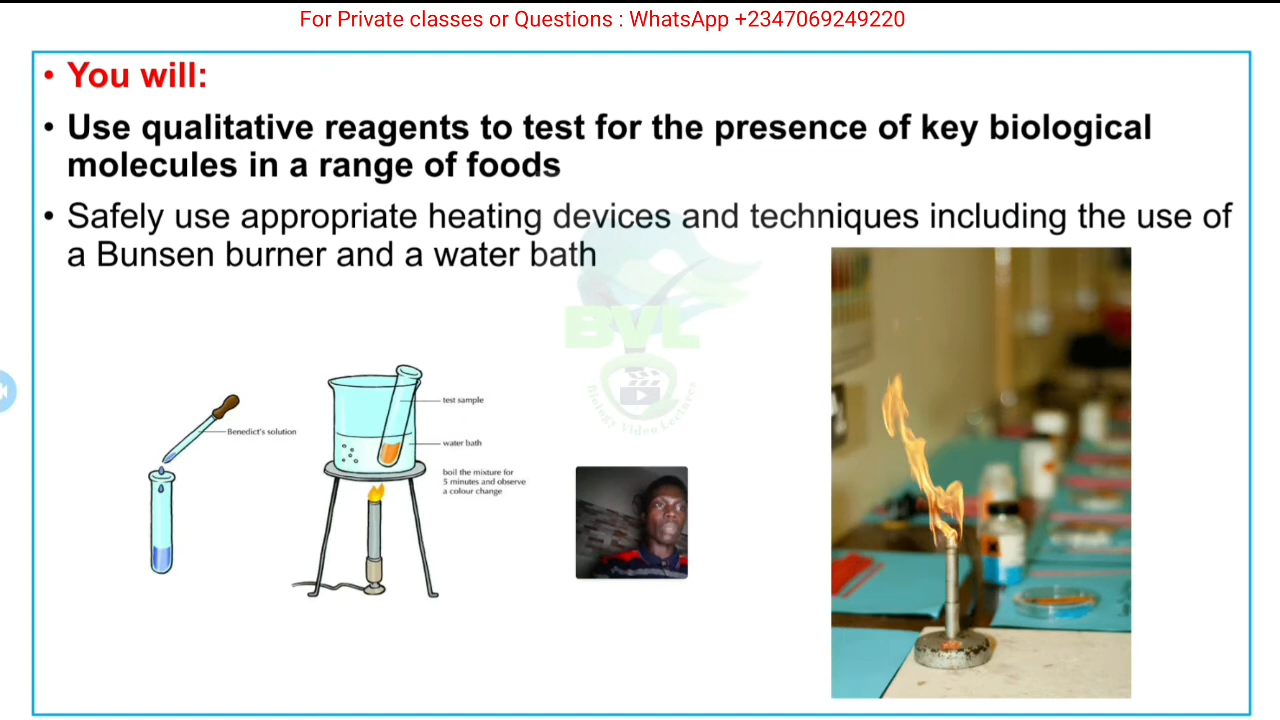 For Private classes or Questions : WhatsApp +2347069249220
• You will:
• Use qualitative reagents to test for the presence of key biological
molecules in a range of foods
• Safely use appropriate heating devices and techniques including the use of
a Bunsen burner and a water bath
BVL
Biology Video Lectures
test sample
Benedict's solution
water bath
boil the mixture for
5 minutes and observe
a colour change